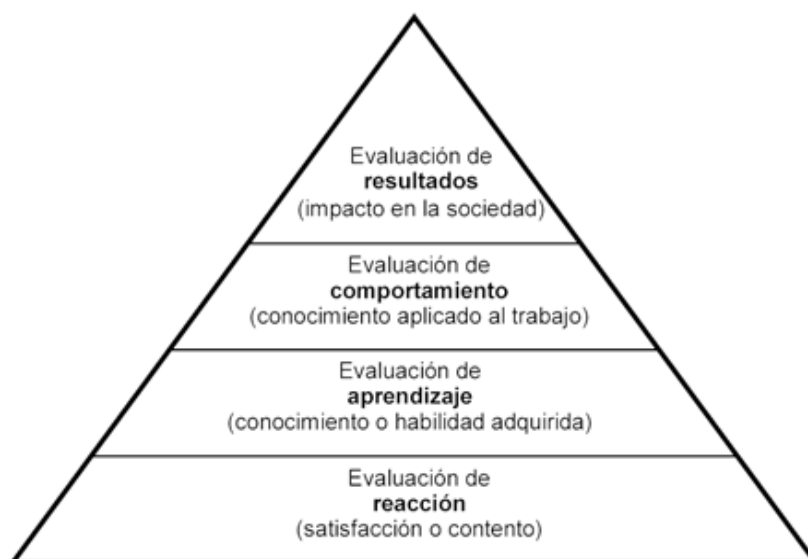 Evaluación de
resultados
(impacto en la sociedad)
Evaluación de
comportamiento
(conocimiento aplicado al trabajo)
Evaluación de
aprendizaje
(conocimiento o habilidad adquirida)
Evaluación de
reacción
(satisfacción o contento)